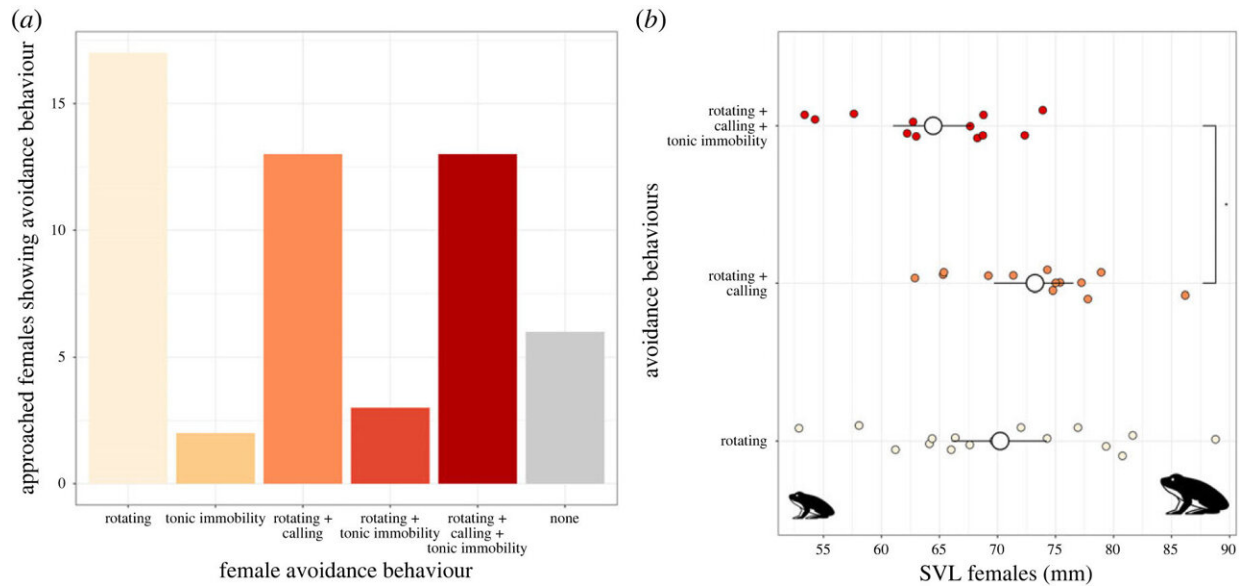 (a)
approached females showing avoidance behaviour
15
10
5
0
rotating
tonic immobility
rotating +
calling
rotating +
tonic immobility
rotating +
calling +
tonic immobility
none
female avoidance behaviour
(b)
avoidance behaviours
rotating +
calling +
tonic immobility
*
rotating +
calling
rotating
55 60 65 70 75 80 85 90
SVL females (mm)